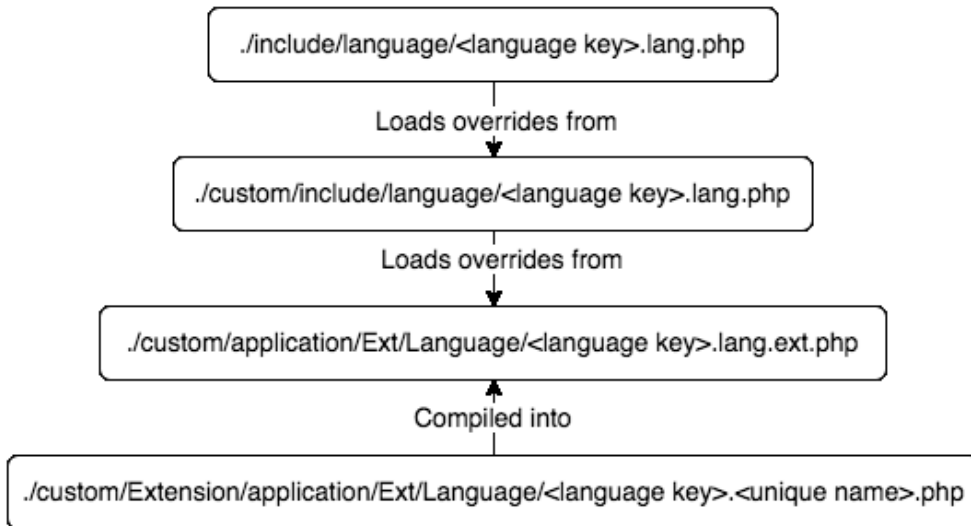 ./include/language/<language key>.lang.php
Loads overrides from
./custom/include/language/<language key>.lang.php
Loads overrides from
./custom/application/Ext/Language/<language key>.lang.ext.php
Compiled into
./custom/Extension/application/Ext/Language/<language key>.<unique name>.php